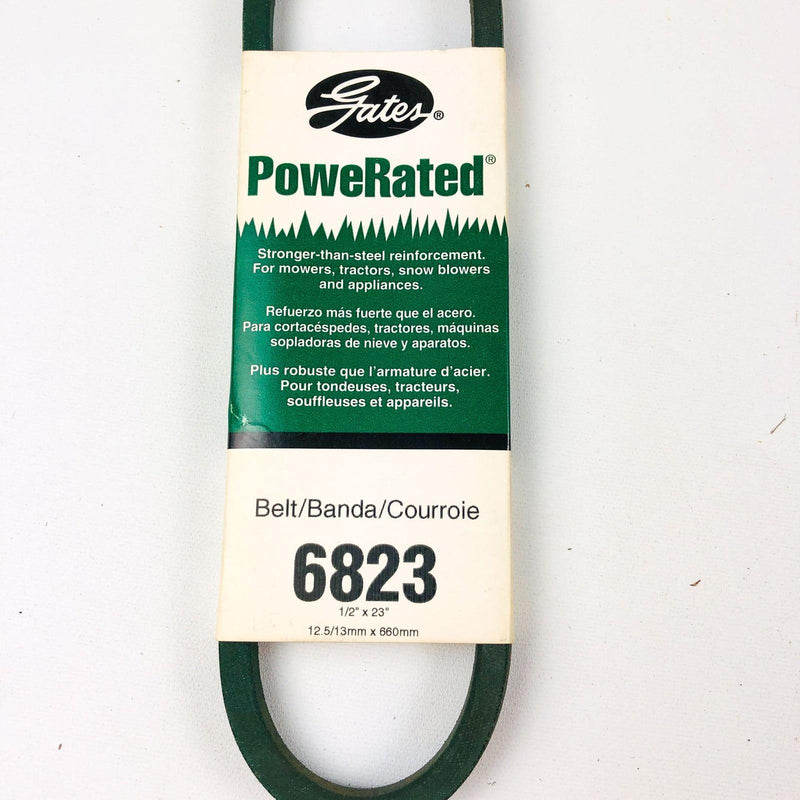 Gates®
PoweRated®
Stronger-than-steel reinforcement.
For mowers, tractors, snow blowers
and appliances.
Refuerzo más fuerte que el acero.
Para cortacéspedes, tractores, máquinas
sopladoras de nieve y aparatos.
Plus robuste que l'armature d'acier.
Pour tondeuses, tracteurs,
souffleuses et appareils.
Belt/Banda/Courroie
6823
1/2" x 23"
12.5/13mm x 660mm